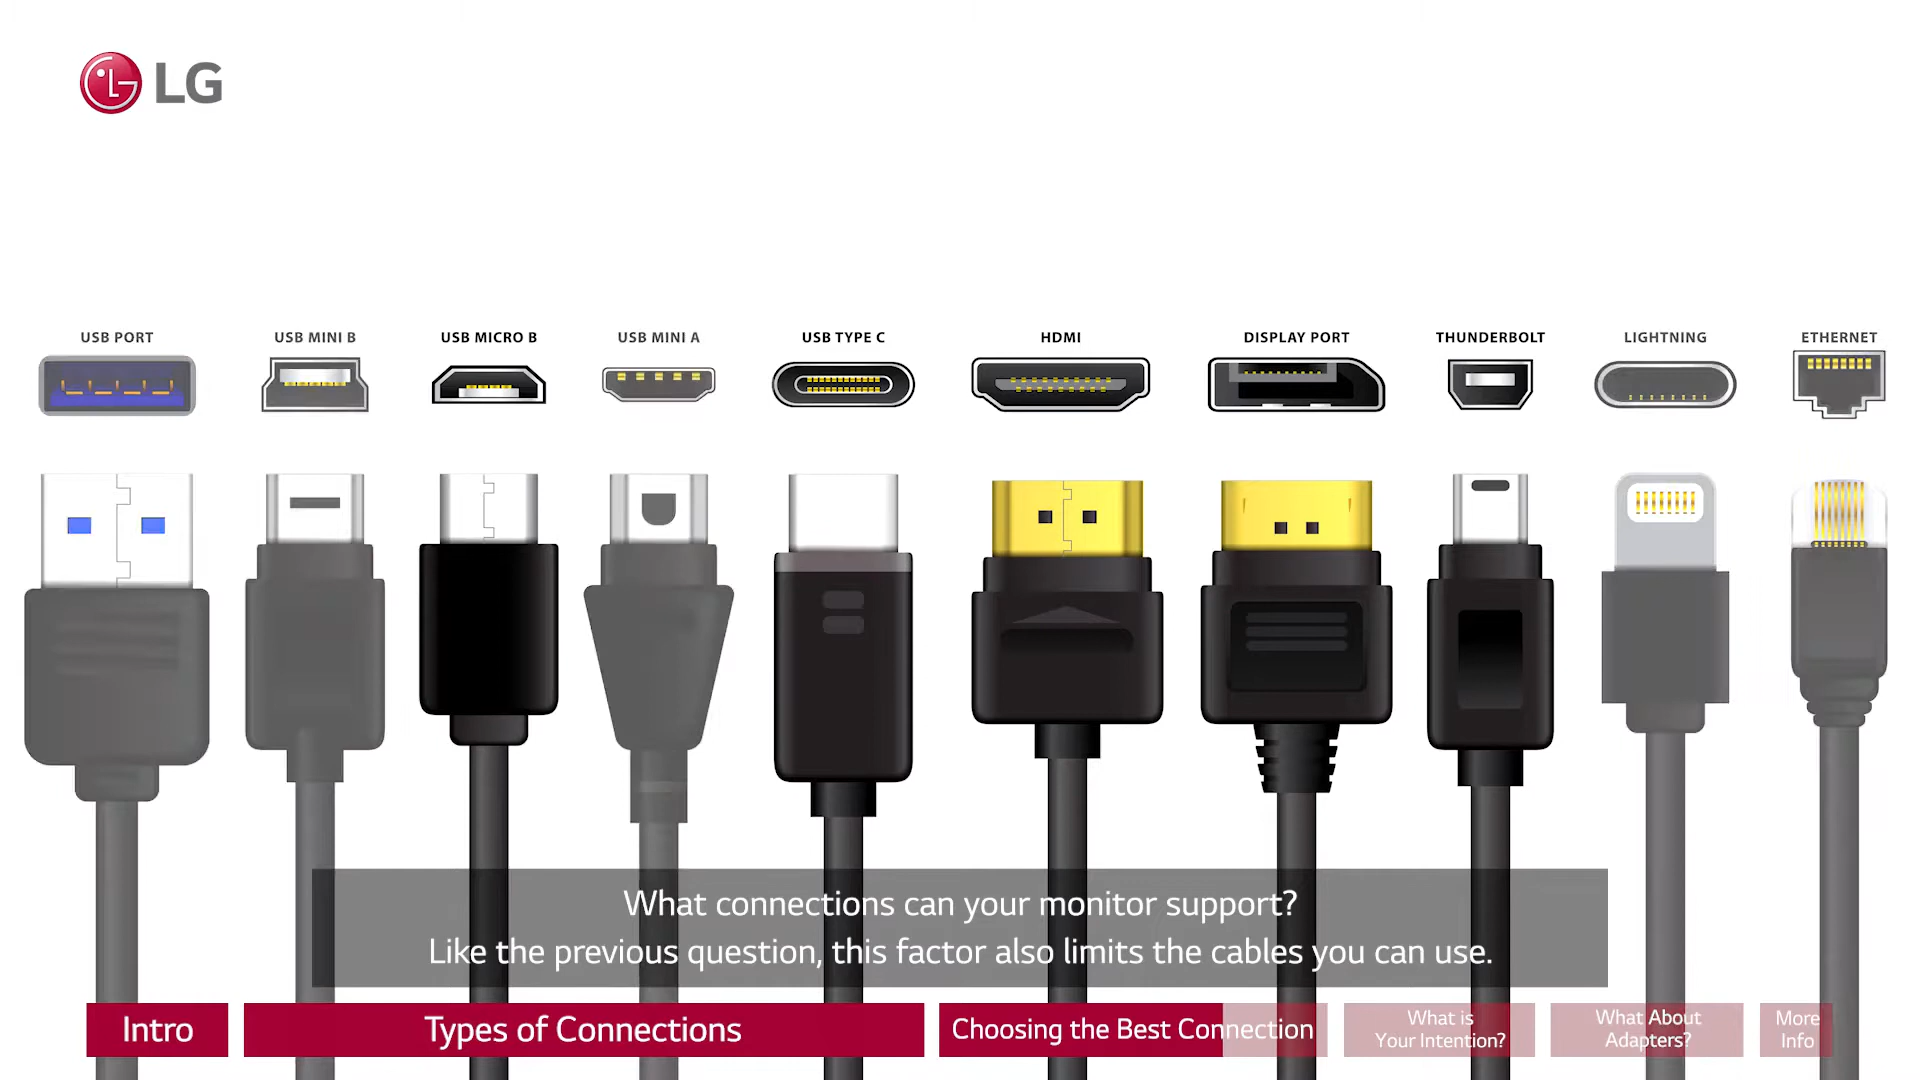 LG
USB PORT
USB MINI B
USB MICRO B
USB MINI A
USB TYPE C
HDMI
DISPLAY PORT
THUNDERBOLT
LIGHTNING
ETHERNET
What connections can your monitor support?
Like the previous question, this factor also limits the cables you can use.
Intro
Types of Connections
Choosing the Best Connection
What is
Your Intention?
What About
Adapters?
More
Info